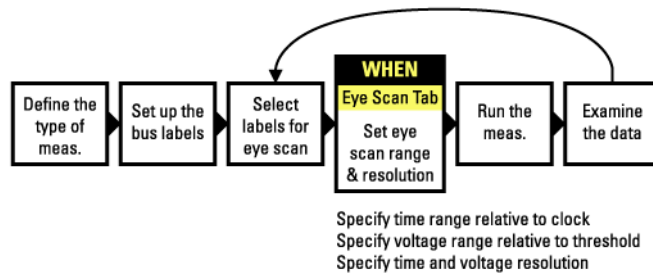 Define the
type of
meas.
Set up the
bus labels
Select
labels for
eye scan
WHEN
Eye Scan Tab
Set eye
scan range
& resolution
Run the
meas.
Examine
the data
Specify time range relative to clock
Specify voltage range relative to threshold
Specify time and voltage resolution